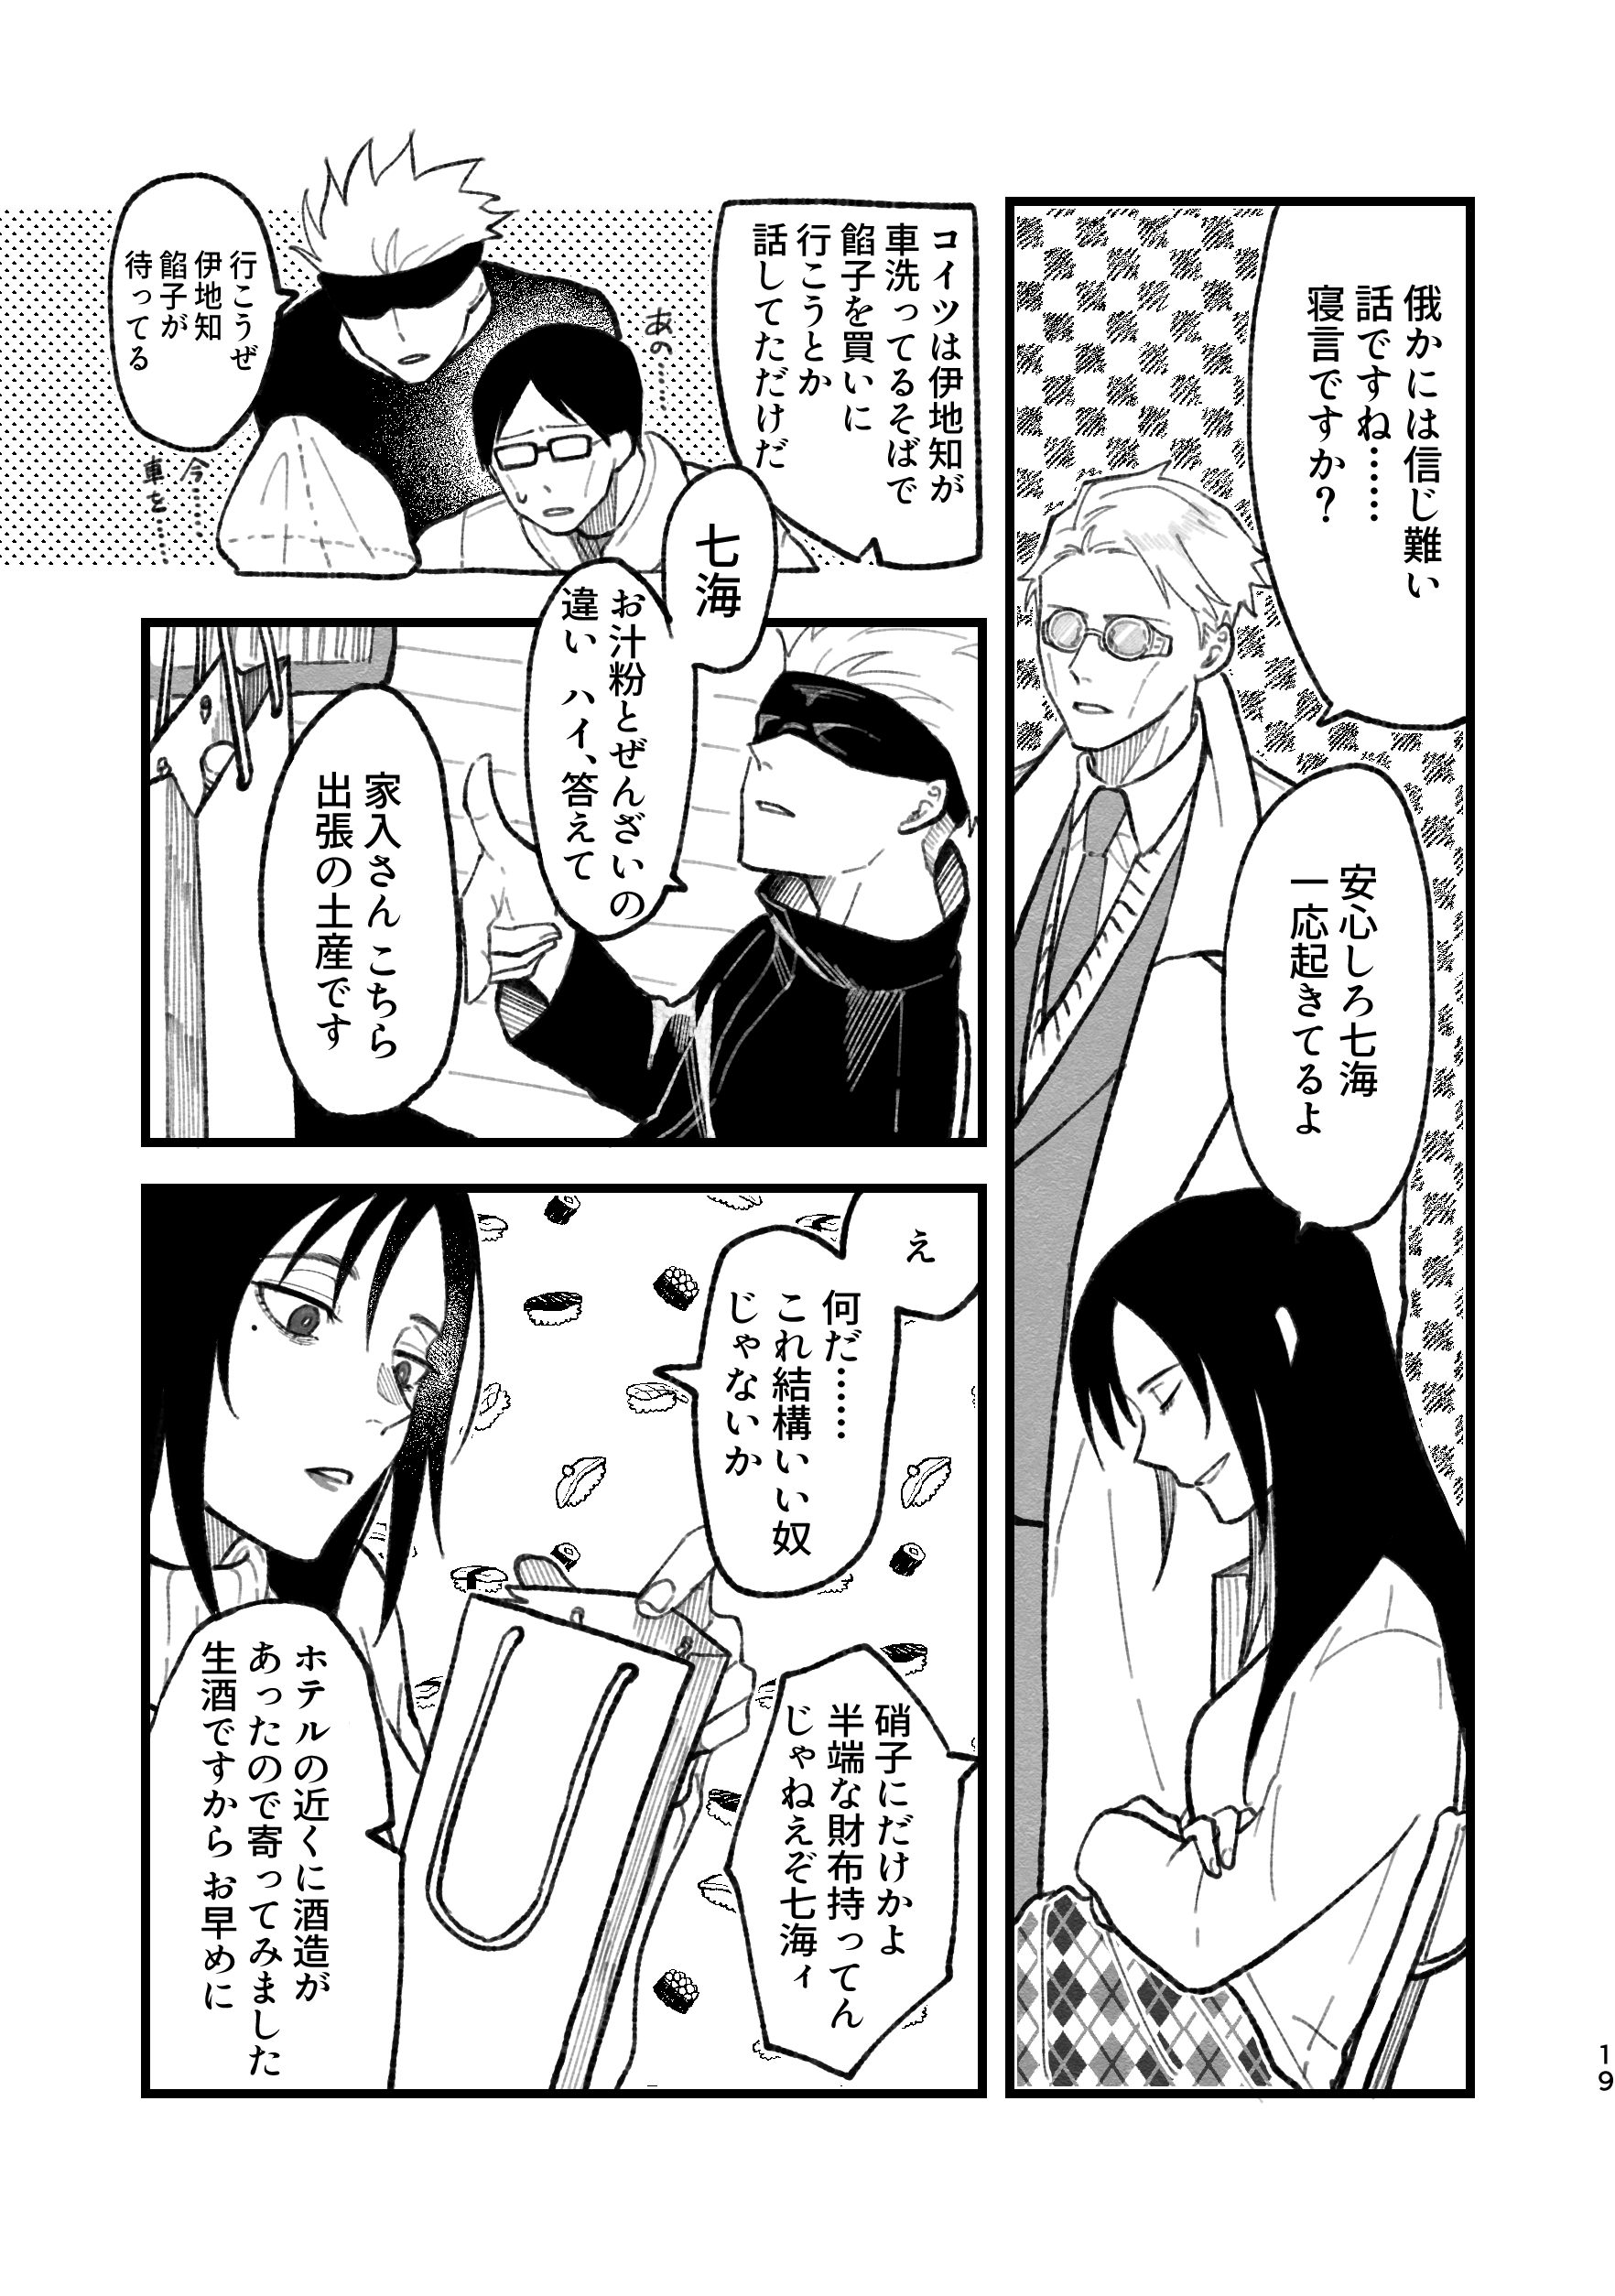 俄かには信じ難い
話ですね……
寝言ですか？
安心しろ七海
一応起きてるよ
コイツは伊地知が
車洗ってるそばで
餡子を買いに
行こうとか
話してただけだ
あの……
行こうぜ
伊地知
餡子が
待ってる
今……
車を……
七海
お汁粉とぜんざいの
違い ハイ、答えて
家入さん こちら
出張の土産です
え
何だ……
これ結構いい奴
じゃないか
硝子にだけかよ
半端な財布持ってん
じゃねえぞ七海ィ
ホテルの近くに酒造が
あったので寄ってみました
生酒ですから お早めに
19